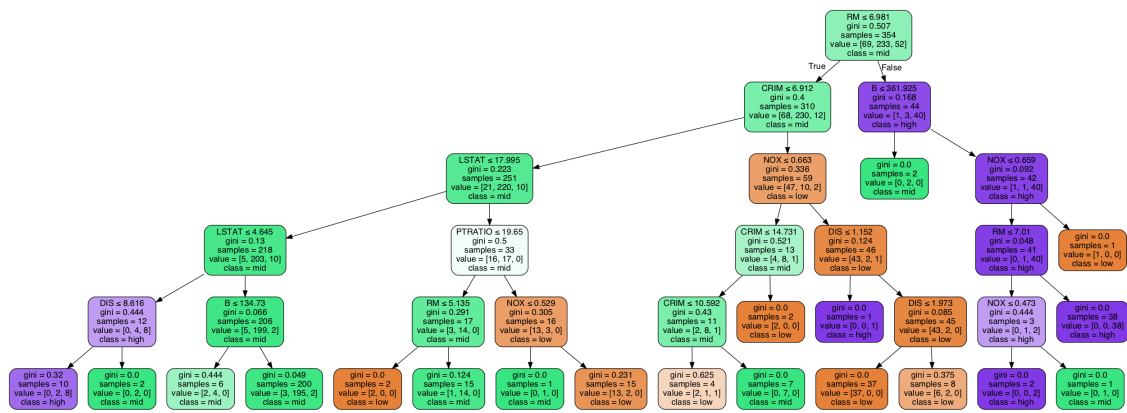 RM ≤ 6.981
gini = 0.507
samples = 354
value = [69, 233, 52]
class = mid
True
False
CRIM ≤ 6.912
gini = 0.4
samples = 310
value = [68, 230, 12]
class = mid
B ≤ 361.925
gini = 0.168
samples = 44
value = [1, 3, 40]
class = high
LSTAT ≤ 17.995
gini = 0.223
samples = 251
value = [21, 220, 10]
class = mid
NOX ≤ 0.663
gini = 0.336
samples = 59
value = [47, 10, 2]
class = low
gini = 0.0
samples = 2
value = [0, 2, 0]
class = mid
NOX ≤ 0.659
gini = 0.092
samples = 42
value = [1, 1, 40]
class = high
LSTAT ≤ 4.645
gini = 0.13
samples = 218
value = [5, 203, 10]
class = mid
PTRATIO ≤ 19.65
gini = 0.5
samples = 33
value = [16, 17, 0]
class = mid
CRIM ≤ 14.731
gini = 0.521
samples = 13
value = [4, 8, 1]
class = mid
DIS ≤ 1.152
gini = 0.124
samples = 46
value = [43, 2, 1]
class = low
RM ≤ 7.01
gini = 0.048
samples = 41
value = [0, 1, 40]
class = high
gini = 0.0
samples = 1
value = [1, 0, 0]
class = low
DIS ≤ 8.616
gini = 0.444
samples = 12
value = [0, 4, 8]
class = high
B ≤ 134.73
gini = 0.066
samples = 206
value = [5, 199, 2]
class = mid
RM ≤ 5.135
gini = 0.291
samples = 17
value = [3, 14, 0]
class = mid
NOX ≤ 0.529
gini = 0.305
samples = 16
value = [13, 3, 0]
class = low
CRIM ≤ 10.592
gini = 0.43
samples = 11
value = [2, 8, 1]
class = mid
gini = 0.0
samples = 2
value = [2, 0, 0]
class = low
gini = 0.0
samples = 1
value = [0, 0, 1]
class = high
DIS ≤ 1.973
gini = 0.085
samples = 45
value = [43, 2, 0]
class = low
NOX ≤ 0.473
gini = 0.444
samples = 3
value = [0, 1, 2]
class = high
gini = 0.0
samples = 38
value = [0, 0, 38]
class = high
gini = 0.32
samples = 10
value = [0, 2, 8]
class = high
gini = 0.0
samples = 2
value = [0, 2, 0]
class = mid
gini = 0.444
samples = 6
value = [2, 4, 0]
class = mid
gini = 0.049
samples = 200
value = [3, 195, 2]
class = mid
gini = 0.0
samples = 2
value = [2, 0, 0]
class = low
gini = 0.124
samples = 15
value = [1, 14, 0]
class = mid
gini = 0.0
samples = 1
value = [0, 1, 0]
class = mid
gini = 0.231
samples = 15
value = [13, 2, 0]
class = low
gini = 0.625
samples = 4
value = [2, 1, 1]
class = low
gini = 0.0
samples = 7
value = [0, 7, 0]
class = mid
gini = 0.0
samples = 37
value = [37, 0, 0]
class = low
gini = 0.375
samples = 8
value = [6, 2, 0]
class = low
gini = 0.0
samples = 2
value = [0, 0, 2]
class = high
gini = 0.0
samples = 1
value = [0, 1, 0]
class = mid